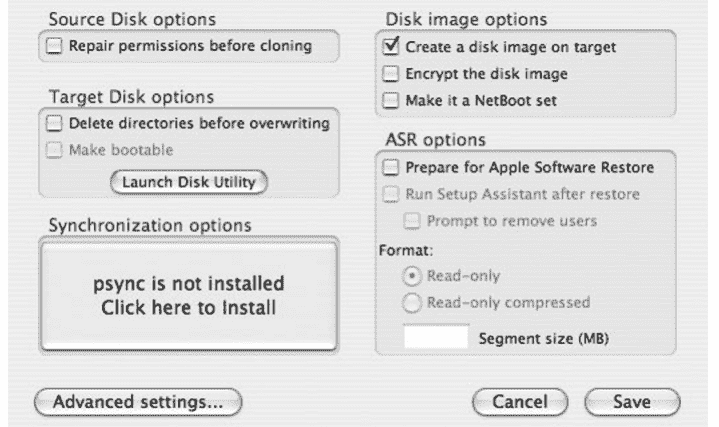 Source Disk options
Repair permissions before cloning
Target Disk options
Delete directories before overwriting
Make bootable
Launch Disk Utility
Synchronization options
psync is not installed
Click here to Install
Disk image options
Create a disk image on target
Encrypt the disk image
Make it a NetBoot set
ASR options
Prepare for Apple Software Restore
Run Setup Assistant after restore
Prompt to remove users
Format:
Read-only
Read-only compressed
Segment size (MB)
Advanced settings...
Cancel
Save